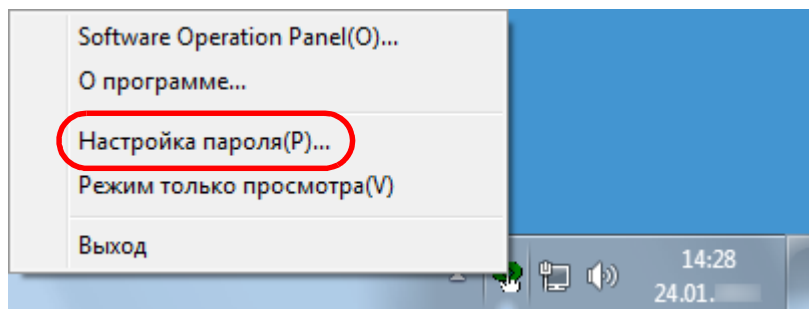 Software Operation Panel(O)...
О программе...
Настройка пароля(P)...
Режим только просмотра(V)
Выход
14:28
24.01.